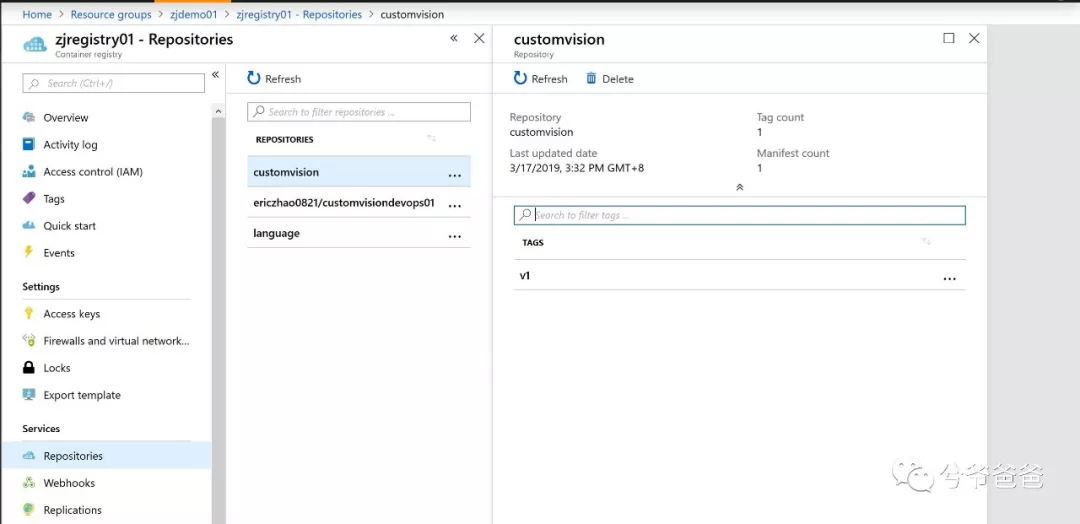 Home > Resource groups > zjdemo01 > zjregistry01 - Repositories > customvision
zjregistry01 - Repositories
Container registry
Search (Ctrl+/)
Overview
Activity log
Access control (IAM)
Tags
Quick start
Events
Settings
Access keys
Firewalls and virtual network...
Locks
Export template
Services
Repositories
Webhooks
Replications
Refresh
Search to filter repositories ...
REPOSITORIES
customvision ...
ericzhao0821/customvisiondevops01 ...
language ...
customvision
Repository
Refresh Delete
Repository
customvision
Tag count
1
Last updated date
3/17/2019, 3:32 PM GMT+8
Manifest count
1
Search to filter tags ...
TAGS
v1 ...
兮爷爸爸